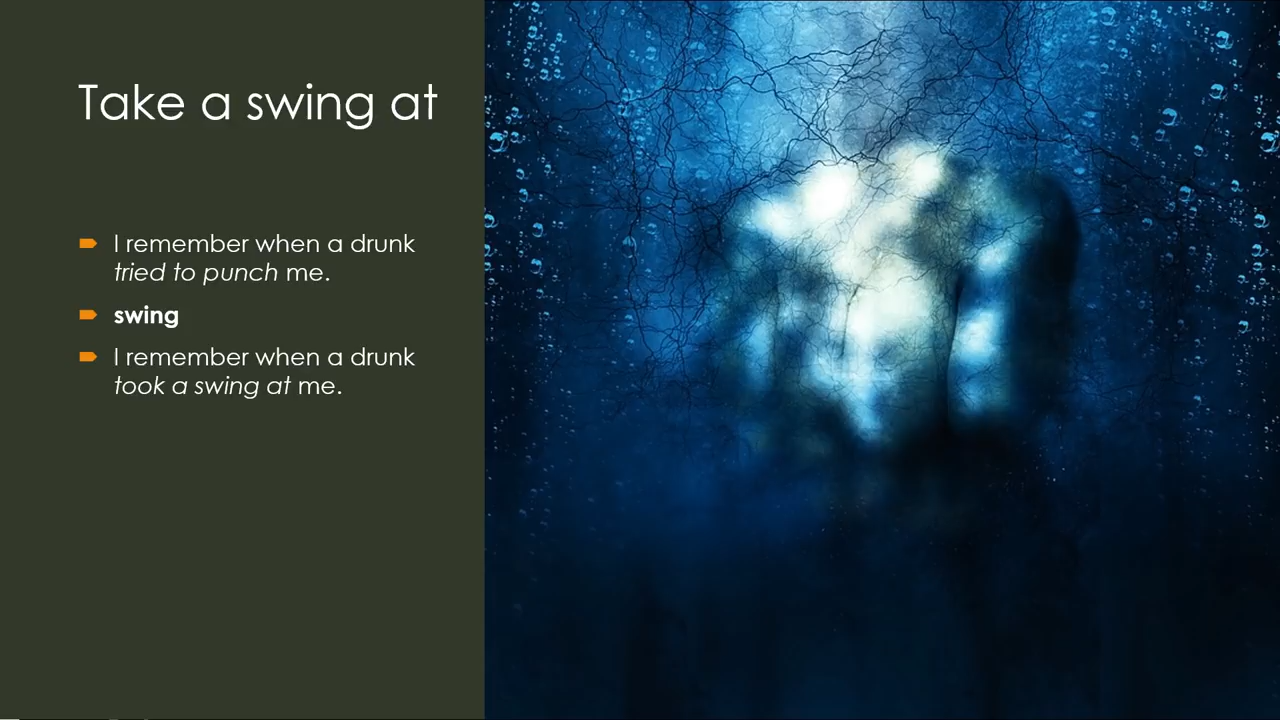 Take a swing at
I remember when a drunk
tried to punch me.
swing
I remember when a drunk
took a swing at me.